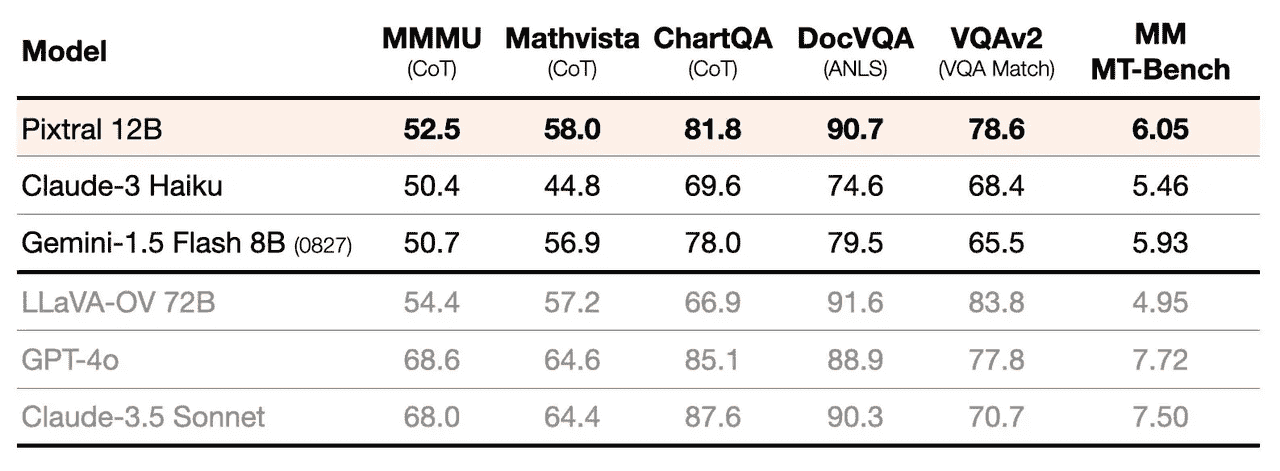 Model MMMU (CoT) Mathvista (CoT) ChartQA (CoT) DocVQA (ANLS) VQAv2 (VQA Match) MM MT-Bench
Pixtral 12B 52.5 58.0 81.8 90.7 78.6 6.05
Claude-3 Haiku 50.4 44.8 69.6 74.6 68.4 5.46
Gemini-1.5 Flash 8B (0827) 50.7 56.9 78.0 79.5 65.5 5.93
LLaVA-OV 72B 54.4 57.2 66.9 91.6 83.8 4.95
GPT-4o 68.6 64.6 85.1 88.9 77.8 7.72
Claude-3.5 Sonnet 68.0 64.4 87.6 90.3 70.7 7.50